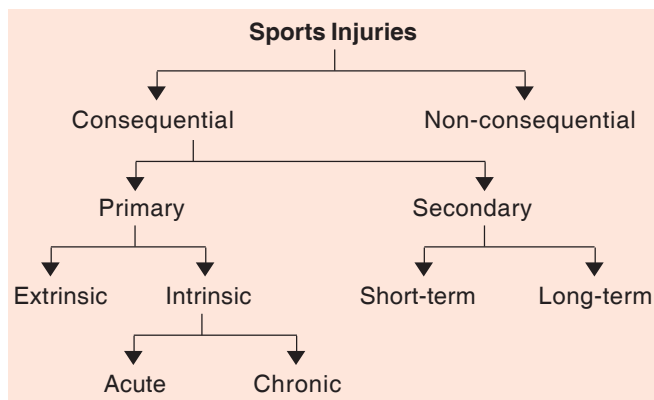 Sports Injuries
Consequential Non-consequential
Primary Secondary
Extrinsic Intrinsic Short-term Long-term
Acute Chronic